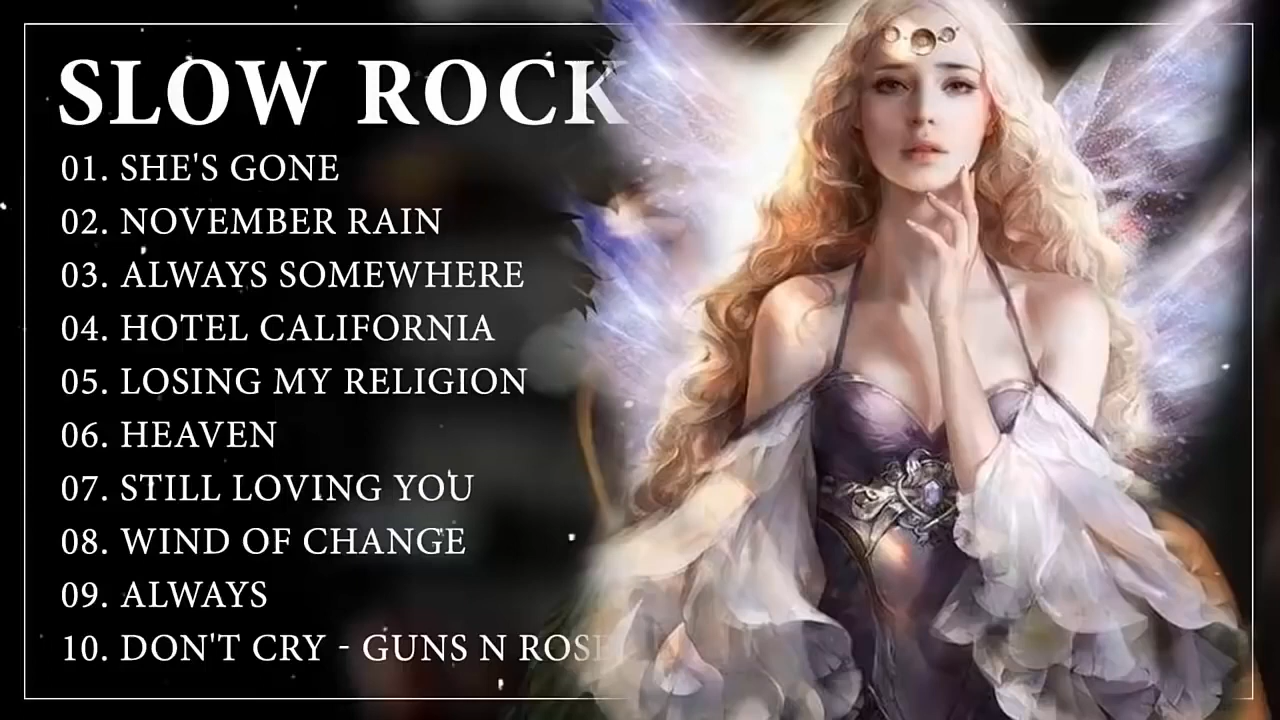 SLOW ROCK
01. SHE'S GONE
02. NOVEMBER RAIN
03. ALWAYS SOMEWHERE
04. HOTEL CALIFORNIA
05. LOSING MY RELIGION
06. HEAVEN
07. STILL LOVING YOU
08. WIND OF CHANGE
09. ALWAYS
10. DON'T CRY - GUNS N ROSE